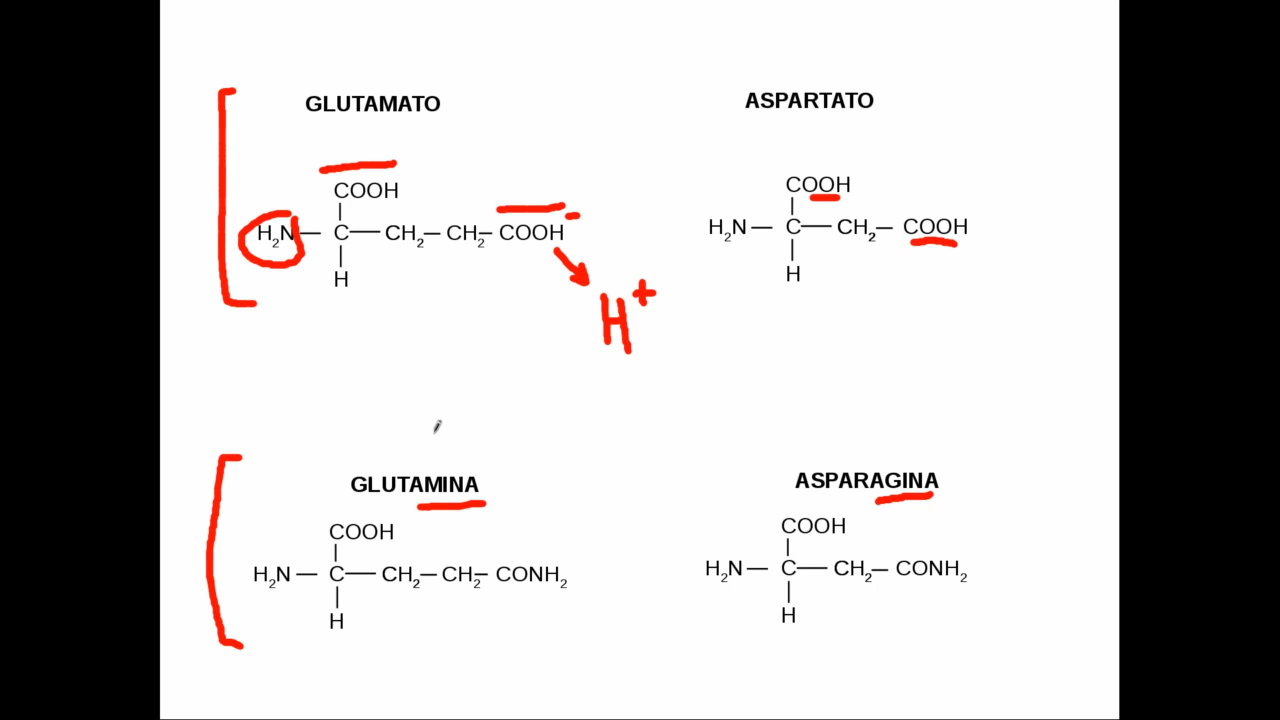 GLUTAMATO
COOH
H₂N — C — CH₂ — CH₂ — COOH -
H
H+
ASPARTATO
COOH
H₂N — C — CH₂ — COOH
H
GLUTAMINA
COOH
H₂N — C — CH₂ — CH₂ — CONH₂
H
ASPARAGINA
COOH
H₂N — C — CH₂ — CONH₂
H